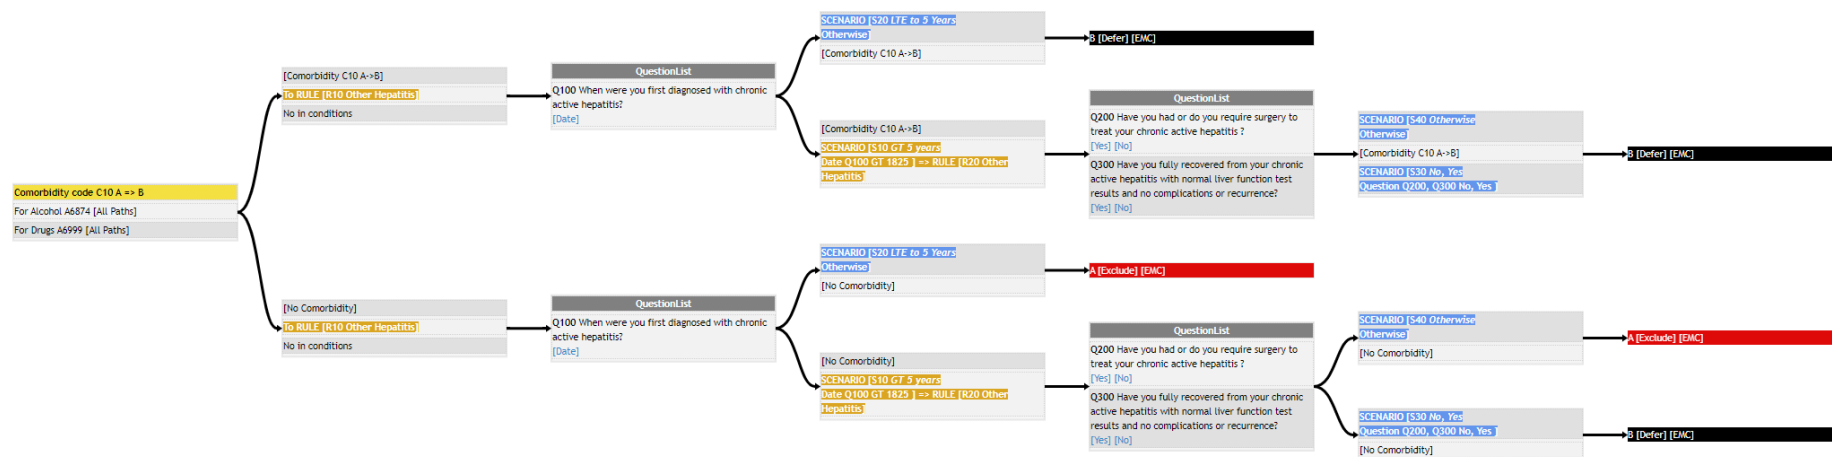 Comorbidity code C10 A => B
For Alcohol A6874 [All Paths]
For Drugs A6999 [All Paths]
[Comorbidity C10 A->B]
To RULE [R10 Other Hepatitis]
No in conditions
QuestionList
Q100 When were you first diagnosed with chronic
active hepatitis?
[Date]
SCENARIO [S20 LTE to 5 Years
Otherwise]
[Comorbidity C10 A->B]
B [Defer] [EMC]
[Comorbidity C10 A->B]
SCENARIO [S10 GT 5 years
Date Q100 GT 1825 ] => RULE [R20 Other
Hepatitis]
QuestionList
Q200 Have you had or do you require surgery to
treat your chronic active hepatitis ?
[Yes] [No]
Q300 Have you fully recovered from your chronic
active hepatitis with normal liver function test
results and no complications or recurrence?
[Yes] [No]
SCENARIO [S40 Otherwise
Otherwise]
[Comorbidity C10 A->B]
SCENARIO [S30 No, Yes
Question Q200, Q300 No, Yes ]
B [Defer] [EMC]
[No Comorbidity]
To RULE [R10 Other Hepatitis]
No in conditions
QuestionList
Q100 When were you first diagnosed with chronic
active hepatitis?
[Date]
SCENARIO [S20 LTE to 5 Years
Otherwise]
[No Comorbidity]
A [Exclude] [EMC]
[No Comorbidity]
SCENARIO [S10 GT 5 years
Date Q100 GT 1825 ] => RULE [R20 Other
Hepatitis]
QuestionList
Q200 Have you had or do you require surgery to
treat your chronic active hepatitis ?
[Yes] [No]
Q300 Have you fully recovered from your chronic
active hepatitis with normal liver function test
results and no complications or recurrence?
[Yes] [No]
SCENARIO [S40 Otherwise
Otherwise]
[No Comorbidity]
A [Exclude] [EMC]
SCENARIO [S30 No, Yes
Question Q200, Q300 No, Yes ]
[No Comorbidity]
B [Defer] [EMC]